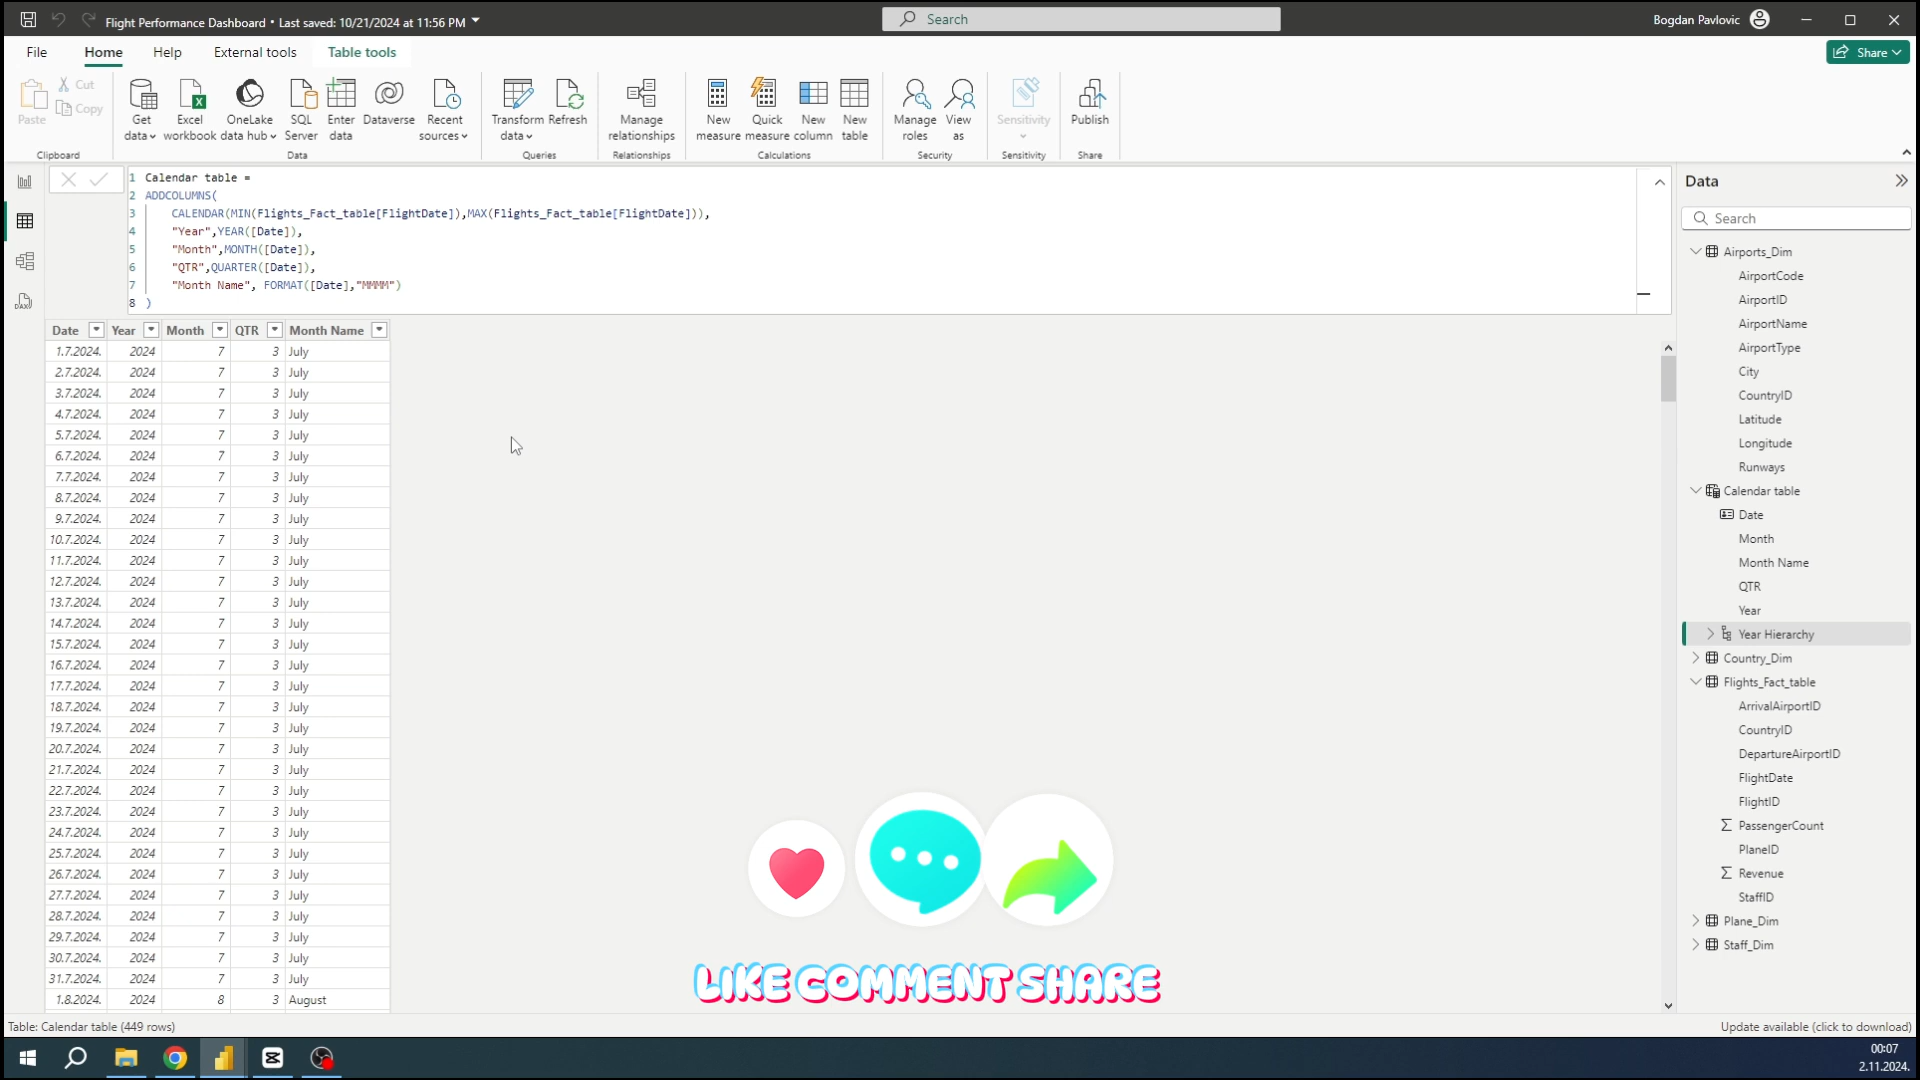 Flight Performance Dashboard • Last saved: 10/21/2024 at 11:56 PM
Search
Bogdan Pavlovic
File
Home
Help
External tools
Table tools
Share
Paste
Cut
Copy
Get data
Excel workbook
OneLake data hub
SQL Server
Enter data
Dataverse
Recent sources
Transform data
Refresh
Manage relationships
New measure
Quick measure
New column
New table
Manage roles
View as
Sensitivity
Publish
Clipboard
Data
Queries
Relationships
Calculations
Security
Sensitivity
Share
1 Calendar table =
2 ADDCOLUMNS(
3 CALENDAR(MIN(Flights_Fact_table[FlightDate]),MAX(Flights_Fact_table[FlightDate])),
4 "Year",YEAR([Date]),
5 "Month",MONTH([Date]),
6 "QTR",QUARTER([Date]),
7 "Month Name", FORMAT([Date],"MMMM")
8 )
Date Year Month QTR Month Name
1.7.2024. 2024 7 3 July
2.7.2024. 2024 7 3 July
3.7.2024. 2024 7 3 July
4.7.2024. 2024 7 3 July
5.7.2024. 2024 7 3 July
6.7.2024. 2024 7 3 July
7.7.2024. 2024 7 3 July
8.7.2024. 2024 7 3 July
9.7.2024. 2024 7 3 July
10.7.2024. 2024 7 3 July
11.7.2024. 2024 7 3 July
12.7.2024. 2024 7 3 July
13.7.2024. 2024 7 3 July
14.7.2024. 2024 7 3 July
15.7.2024. 2024 7 3 July
16.7.2024. 2024 7 3 July
17.7.2024. 2024 7 3 July
18.7.2024. 2024 7 3 July
19.7.2024. 2024 7 3 July
20.7.2024. 2024 7 3 July
21.7.2024. 2024 7 3 July
22.7.2024. 2024 7 3 July
23.7.2024. 2024 7 3 July
24.7.2024. 2024 7 3 July
25.7.2024. 2024 7 3 July
26.7.2024. 2024 7 3 July
27.7.2024. 2024 7 3 July
28.7.2024. 2024 7 3 July
29.7.2024. 2024 7 3 July
30.7.2024. 2024 7 3 July
31.7.2024. 2024 7 3 July
1.8.2024. 2024 8 3 August
Data
Search
Airports_Dim
AirportCode
AirportID
AirportName
AirportType
City
CountryID
Latitude
Longitude
Runways
Calendar table
Date
Month
Month Name
QTR
Year
Year Hierarchy
Country_Dim
Flights_Fact_table
ArrivalAirportID
CountryID
DepartureAirportID
FlightDate
FlightID
PassengerCount
PlaneID
Revenue
StaffID
Plane_Dim
Staff_Dim
LIKE COMMENT SHARE
Table: Calendar table (449 rows)
Update available (click to download)
00:07
2.11.2024.